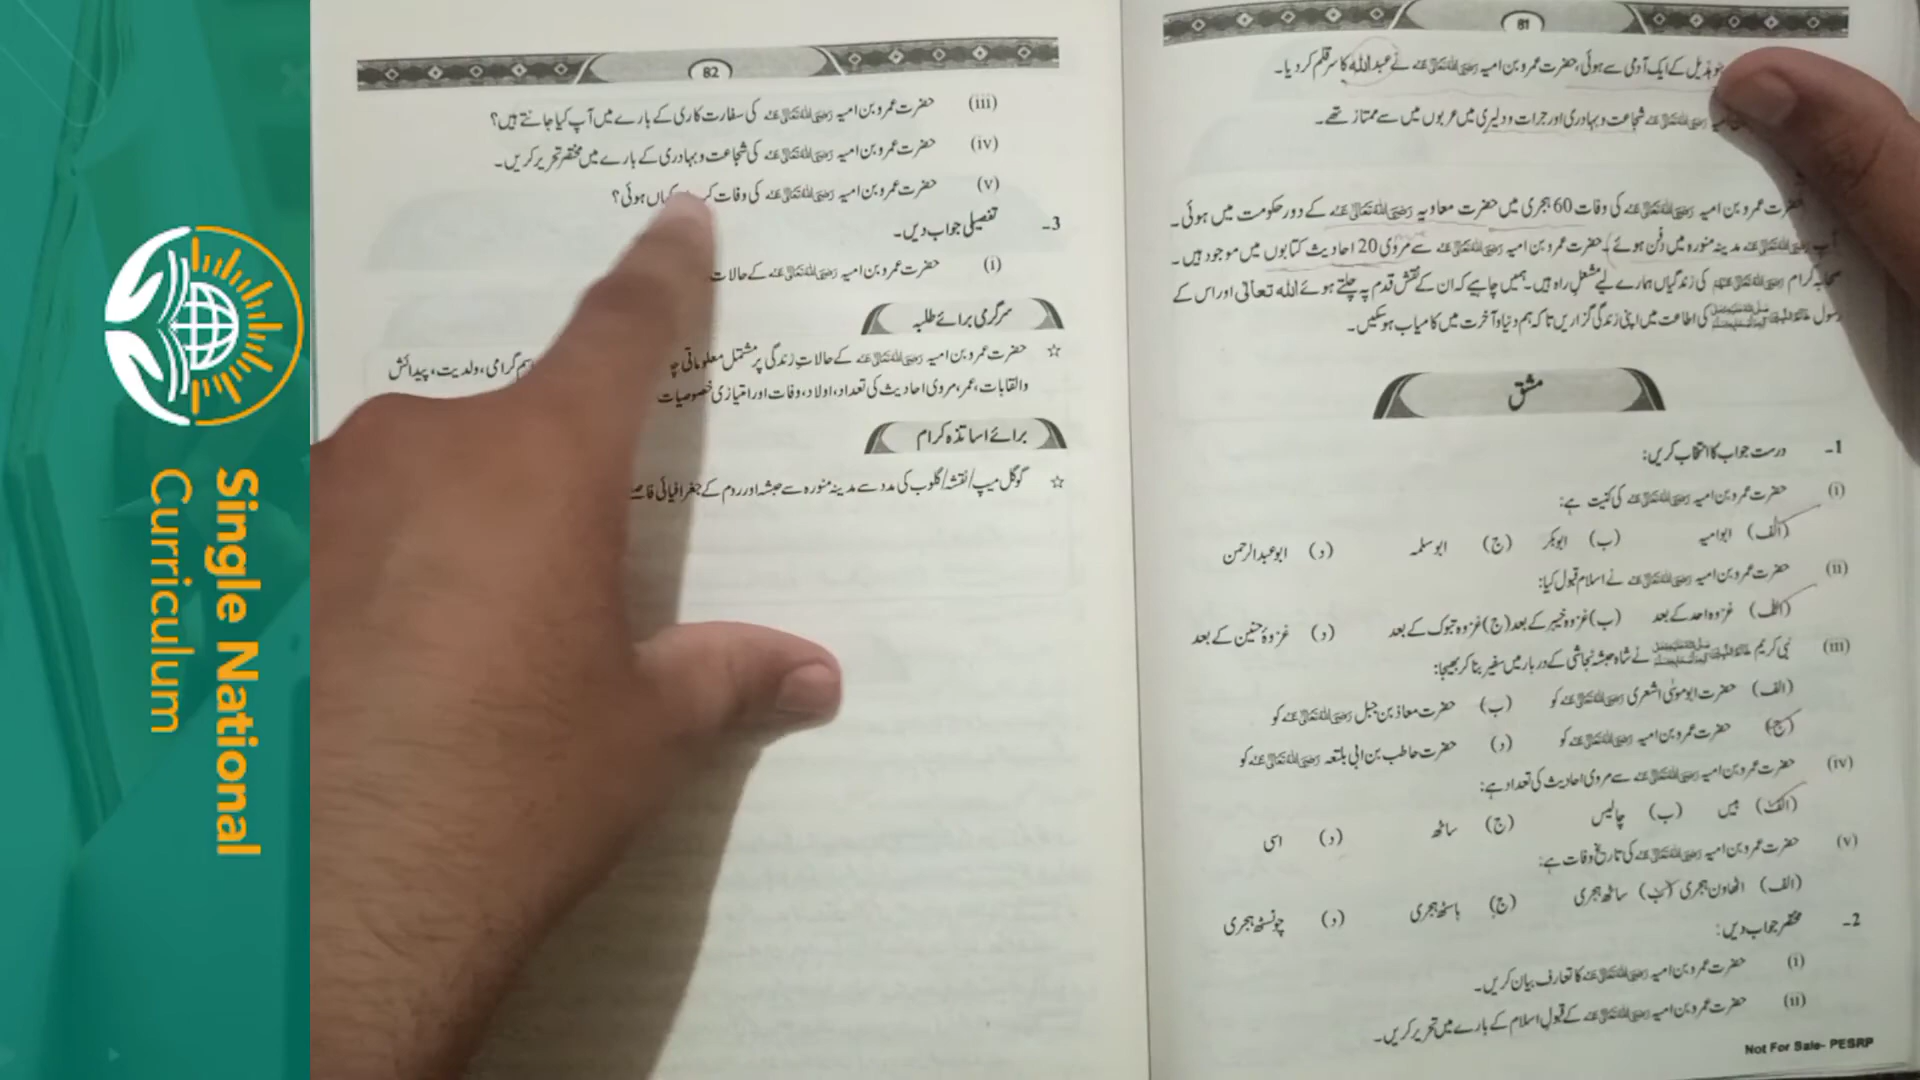 Single National
Curriculum
81
ہذیل کے ایک آدمی سے ہوئی، حضرت عمرو بن امیہ رضی اللہ تعالیٰ عنہ نے عبداللہ کا سر قلم کر دیا۔
رضی اللہ تعالیٰ عنہ شجاعت و بہادری اور جرات و دلیری میں عربوں میں سے ممتاز تھے۔
حضرت عمرو بن امیہ رضی اللہ تعالیٰ عنہ کی وفات 60 ہجری میں حضرت معاویہ رضی اللہ تعالیٰ عنہ کے دور حکومت میں ہوئی۔
آپ رضی اللہ تعالیٰ عنہ مدینہ منورہ میں دفن ہوئے۔ حضرت عمرو بن امیہ رضی اللہ تعالیٰ عنہ سے مروی 20 احادیث کتابوں میں موجود ہیں۔
صحابہ کرام رضی اللہ تعالیٰ عنہم کی زندگیاں ہمارے لیے مشعل راہ ہیں۔ ہمیں چاہیے کہ ان کے نقش قدم پہ چلتے ہوئے اللہ تعالیٰ اور اس کے
رسول کی اطاعت میں اپنی زندگی گزاریں تاکہ ہم دنیا و آخرت میں کامیاب ہو سکیں۔
مشق
1- درست جواب کا انتخاب کریں:
(i) حضرت عمرو بن امیہ رضی اللہ تعالیٰ عنہ کی کنیت ہے:
(الف) ابوامیہ (ب) ابوبکر (ج) ابوسلمہ (د) ابوعبدالرحمن
(ii) حضرت عمرو بن امیہ رضی اللہ تعالیٰ عنہ نے اسلام قبول کیا:
(الف) غزوہ احد کے بعد (ب) غزوہ خیبر کے بعد (ج) غزوہ تبوک کے بعد (د) غزوۂ حنین کے بعد
(iii) نبی کریم نے شاہ حبشہ نجاشی کے دربار میں سفیر بنا کر بھیجا:
(الف) حضرت ابوموسیٰ اشعری رضی اللہ تعالیٰ عنہ کو (ب) حضرت معاذ بن جبل رضی اللہ تعالیٰ عنہ کو
(ج) حضرت عمرو بن امیہ رضی اللہ تعالیٰ عنہ کو (د) حضرت حاطب بن ابی بلتعہ رضی اللہ تعالیٰ عنہ کو
(iv) حضرت عمرو بن امیہ رضی اللہ تعالیٰ عنہ سے مروی احادیث کی تعداد ہے:
(الف) بیس (ب) چالیس (ج) ساٹھ (د) اسی
(v) حضرت عمرو بن امیہ رضی اللہ تعالیٰ عنہ کی تاریخ وفات ہے:
(الف) اٹھاون ہجری (ب) ساٹھ ہجری (ج) باسٹھ ہجری (د) چونسٹھ ہجری
2- مختصر جواب دیں:
(i) حضرت عمرو بن امیہ رضی اللہ تعالیٰ عنہ کا تعارف بیان کریں۔
(ii) حضرت عمرو بن امیہ رضی اللہ تعالیٰ عنہ کے قبول اسلام کے بارے میں تحریر کریں۔
Not For Sale- PESRP
82
(iii) حضرت عمرو بن امیہ رضی اللہ تعالیٰ عنہ کی سفارت کاری کے بارے میں آپ کیا جانتے ہیں؟
(iv) حضرت عمرو بن امیہ رضی اللہ تعالیٰ عنہ کی شجاعت و بہادری کے بارے میں مختصر تحریر کریں۔
(v) حضرت عمرو بن امیہ رضی اللہ تعالیٰ عنہ کی وفات کہاں ہوئی؟
3- تفصیلی جواب دیں۔
(i) حضرت عمرو بن امیہ رضی اللہ تعالیٰ عنہ کے حالات
سرگرمی برائے طلبہ
☆ حضرت عمرو بن امیہ رضی اللہ تعالیٰ عنہ کے حالات زندگی پر مشتمل معلوماتی گرامی، ولدیت، پیدائش
والقابات، عمر، مروی احادیث کی تعداد، اولاد، وفات اور امتیازی خصوصیات
برائے اساتذہ کرام
☆ گوگل میپ/نقشہ/گلوب کی مدد سے مدینہ منورہ سے حبشہ اور روم کے جغرافیائی